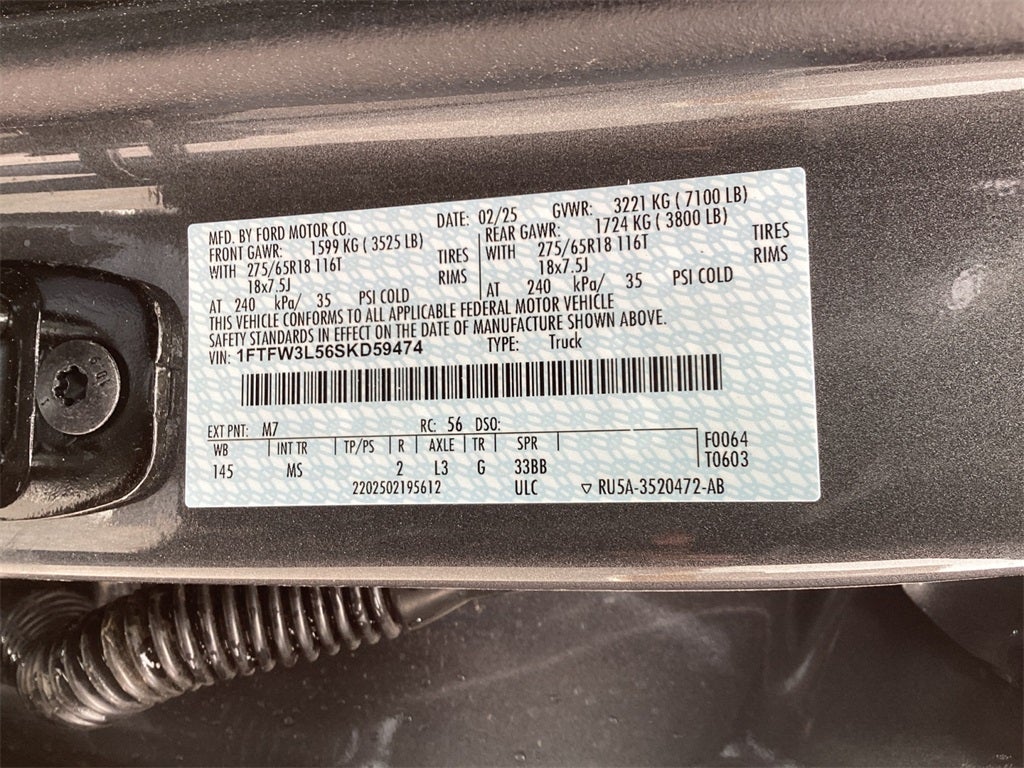 MFD. BY FORD MOTOR CO. DATE: 02/25 GVWR: 3221 KG ( 7100 LB)
FRONT GAWR: 1599 KG ( 3525 LB) REAR GAWR: 1724 KG ( 3800 LB)
WITH 275/65R18 116T TIRES WITH 275/65R18 116T TIRES
18x7.5J RIMS 18x7.5J RIMS
AT 240 kPa/ 35 PSI COLD AT 240 kPa/ 35 PSI COLD
THIS VEHICLE CONFORMS TO ALL APPLICABLE FEDERAL MOTOR VEHICLE
SAFETY STANDARDS IN EFFECT ON THE DATE OF MANUFACTURE SHOWN ABOVE.
VIN: 1FTFW3L56SKD59474 TYPE: Truck
EXT PNT: M7 RC: 56 DSO:
WB INT TR TP/PS R AXLE TR SPR F0064
145 MS 2 L3 G 33BB T0603
2202502195612 ULC ▽ RU5A-3520472-AB